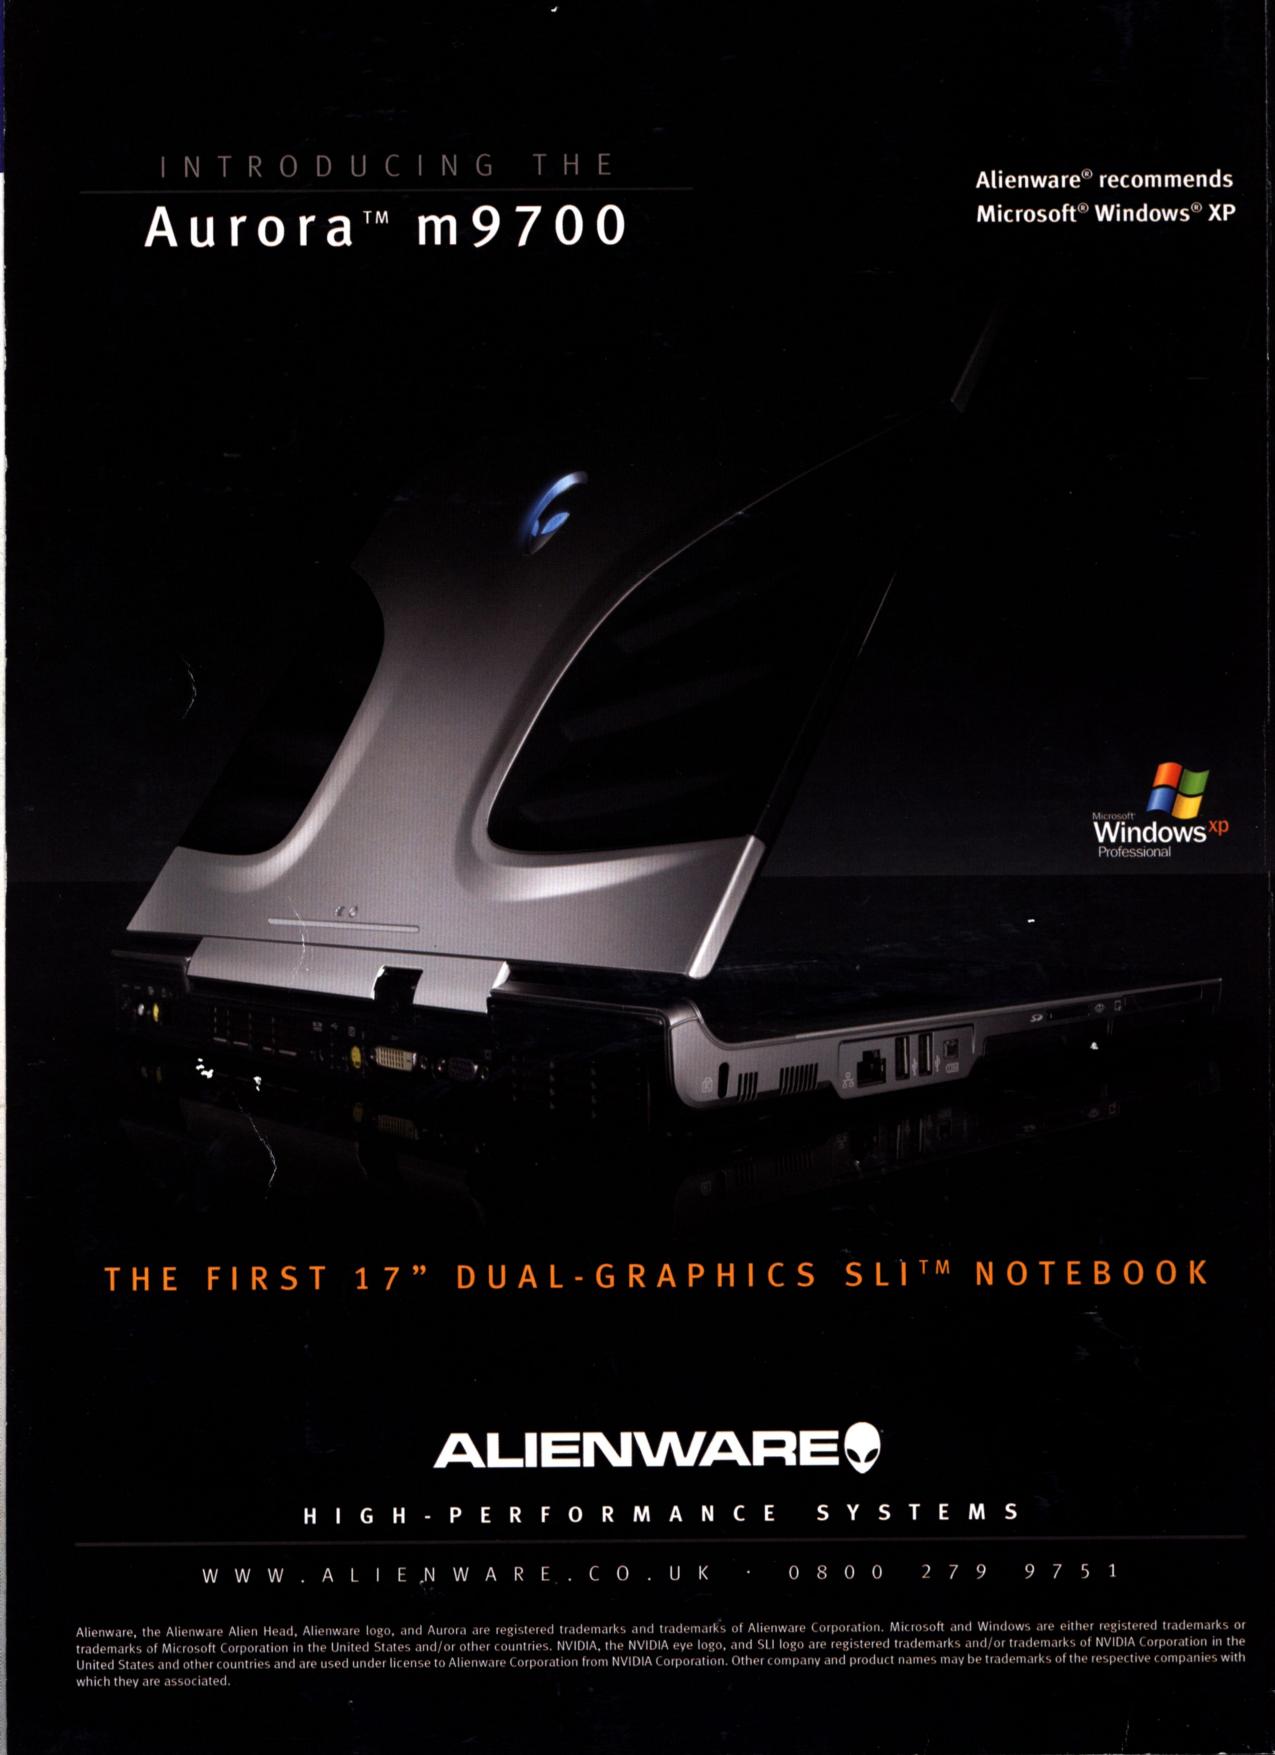 INTRODUCING THE
Aurora™ m9700
Alienware® recommends
Microsoft® Windows® XP
Microsoft
Windows xp
Professional
THE FIRST 17” DUAL-GRAPHICS SLI™ NOTEBOOK
ALIENWARE
HIGH-PERFORMANCE SYSTEMS
WWW.ALIENWARE.CO.UK · 0800 279 9751
Alienware, the Alienware Alien Head, Alienware logo, and Aurora are registered trademarks and trademarks of Alienware Corporation. Microsoft and Windows are either registered trademarks or
trademarks of Microsoft Corporation in the United States and/or other countries. NVIDIA, the NVIDIA eye logo, and SLI logo are registered trademarks and/or trademarks of NVIDIA Corporation in the
United States and other countries and are used under license to Alienware Corporation from NVIDIA Corporation. Other company and product names may be trademarks of the respective companies with
which they are associated.